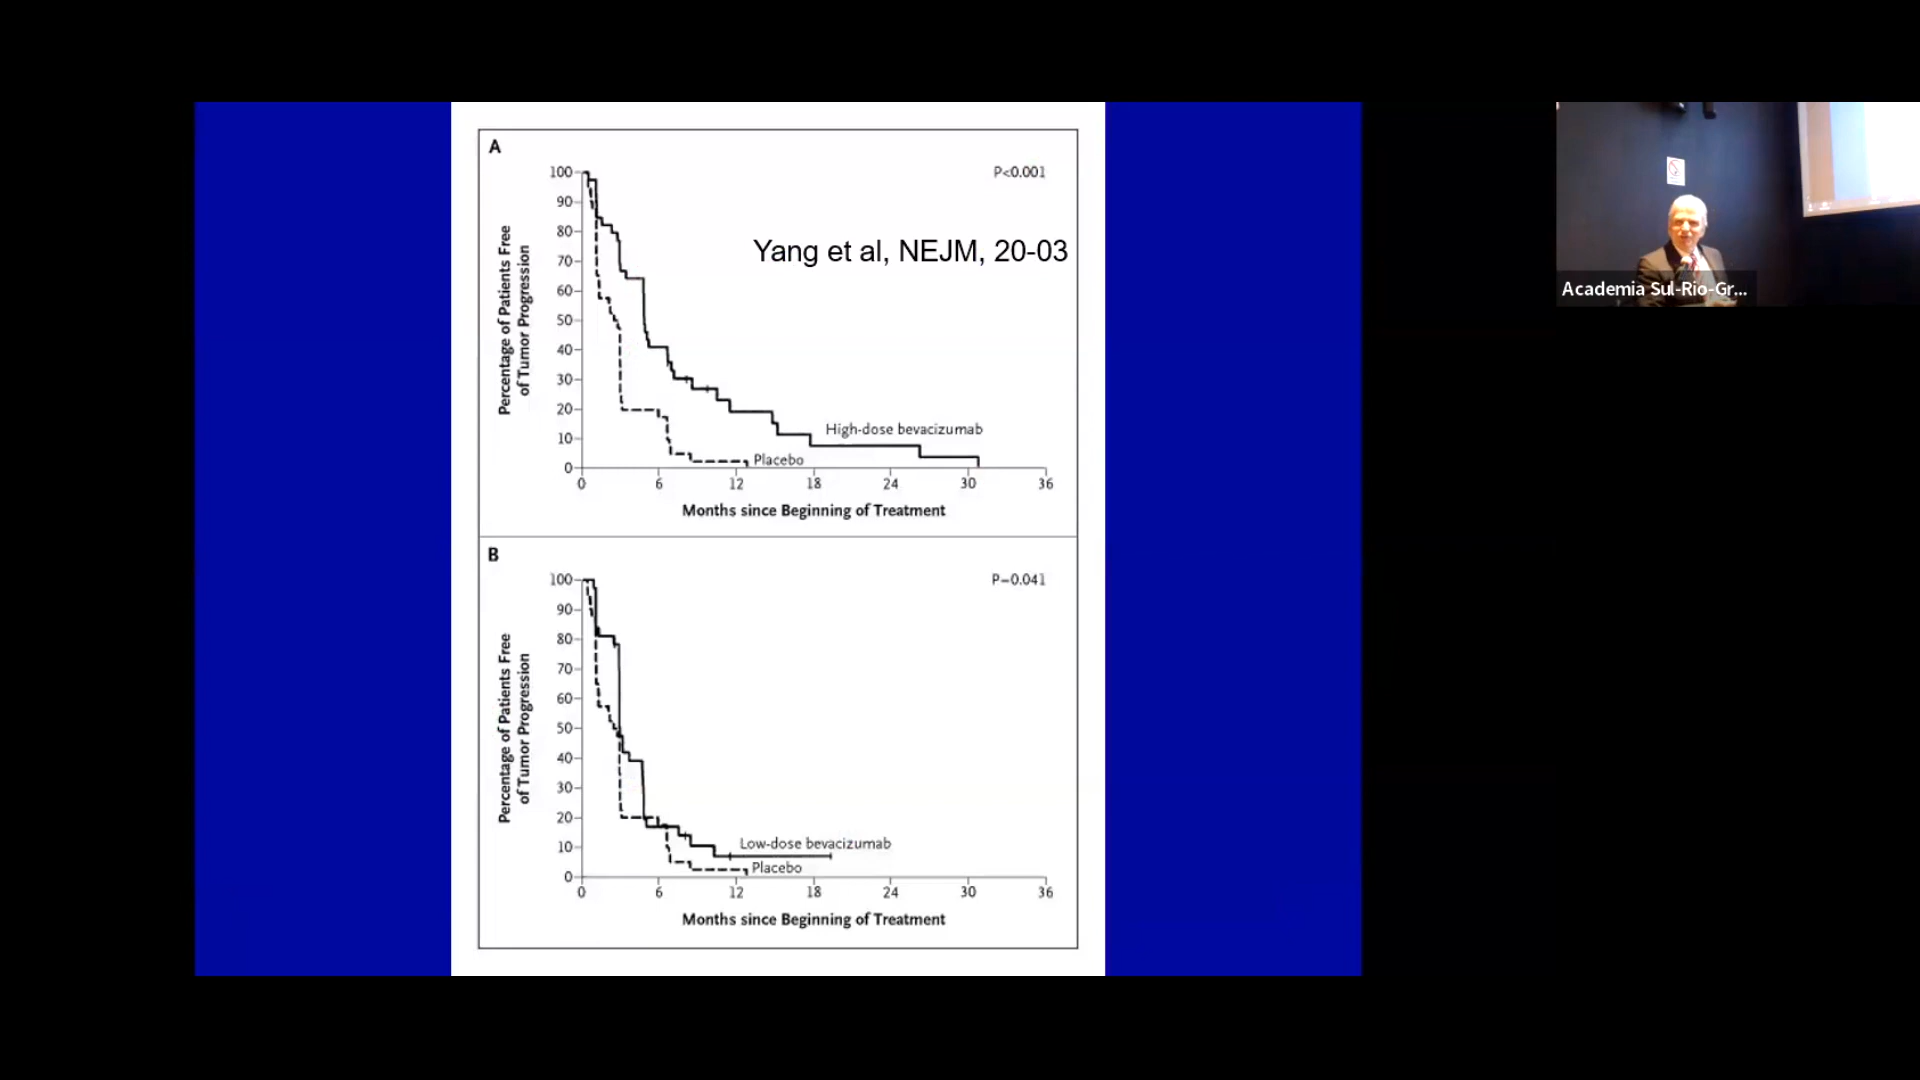 A
P<0.001
Yang et al, NEJM, 20-03
Percentage of Patients Free
of Tumor Progression
100
90
80
70
60
50
40
30
20
10
0
High-dose bevacizumab
Placebo
0 6 12 18 24 30 36
Months since Beginning of Treatment
B
P=0.041
Percentage of Patients Free
of Tumor Progression
100
90
80
70
60
50
40
30
20
10
0
Low-dose bevacizumab
Placebo
0 6 12 18 24 30 36
Months since Beginning of Treatment
Academia Sul-Rio-Gr...